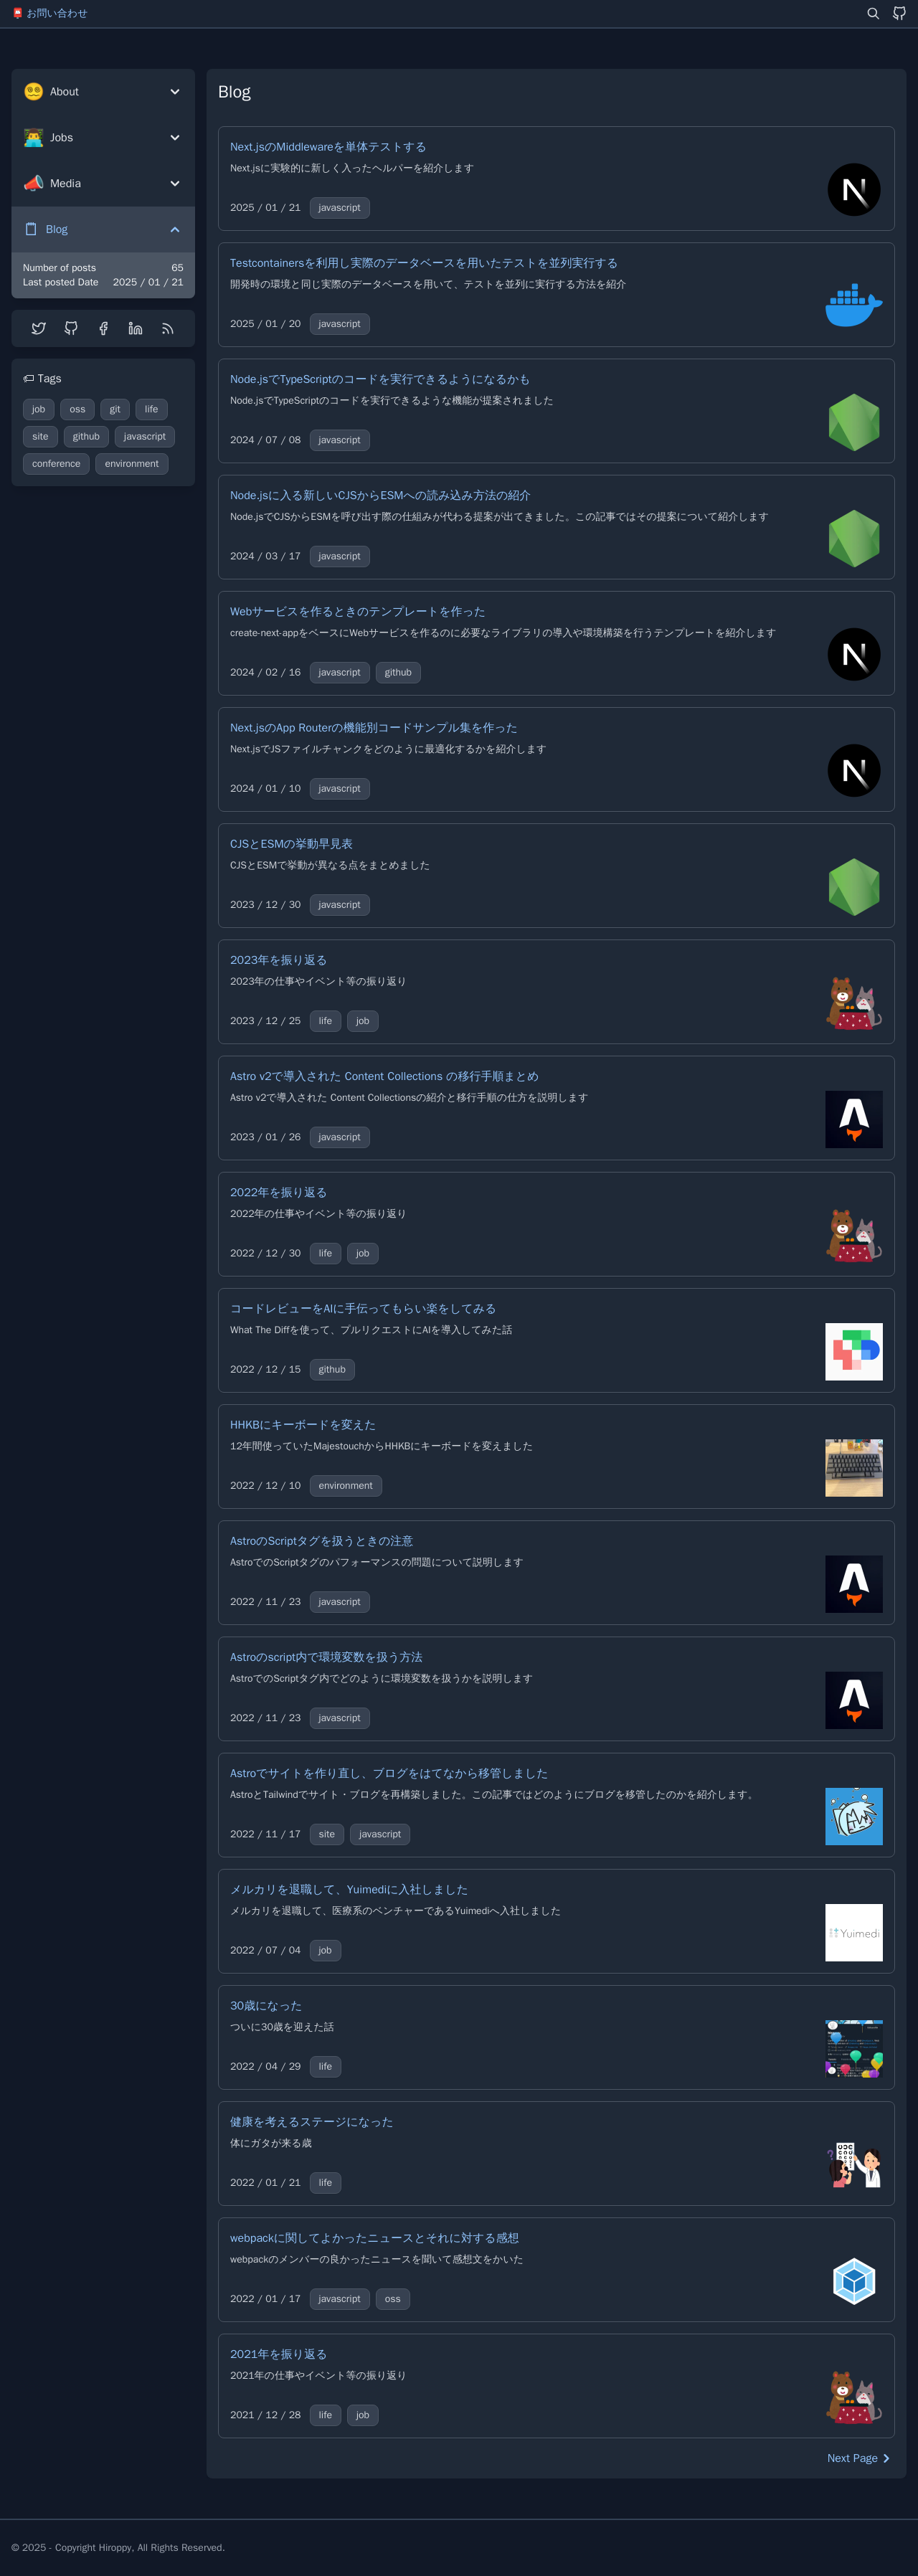 お問い合わせ
About
Jobs
Media
Blog
Number of posts 65
Last posted Date 2025 / 01 / 21
Tags
job oss git life
site github javascript
conference environment
Blog
Next.jsのMiddlewareを単体テストする
Next.jsに実験的に新しく入ったヘルパーを紹介します
2025 / 01 / 21 javascript
Testcontainersを利用し実際のデータベースを用いたテストを並列実行する
開発時の環境と同じ実際のデータベースを用いて、テストを並列に実行する方法を紹介
2025 / 01 / 20 javascript
Node.jsでTypeScriptのコードを実行できるようになるかも
Node.jsでTypeScriptのコードを実行できるような機能が提案されました
2024 / 07 / 08 javascript
Node.jsに入る新しいCJSからESMへの読み込み方法の紹介
Node.jsでCJSからESMを呼び出す際の仕組みが代わる提案が出てきました。この記事ではその提案について紹介します
2024 / 03 / 17 javascript
Webサービスを作るときのテンプレートを作った
create-next-appをベースにWebサービスを作るのに必要なライブラリの導入や環境構築を行うテンプレートを紹介します
2024 / 02 / 16 javascript github
Next.jsのApp Routerの機能別コードサンプル集を作った
Next.jsでJSファイルチャンクをどのように最適化するかを紹介します
2024 / 01 / 10 javascript
CJSとESMの挙動早見表
CJSとESMで挙動が異なる点をまとめました
2023 / 12 / 30 javascript
2023年を振り返る
2023年の仕事やイベント等の振り返り
2023 / 12 / 25 life job
Astro v2で導入された Content Collections の移行手順まとめ
Astro v2で導入された Content Collectionsの紹介と移行手順の仕方を説明します
2023 / 01 / 26 javascript
2022年を振り返る
2022年の仕事やイベント等の振り返り
2022 / 12 / 30 life job
コードレビューをAIに手伝ってもらい楽をしてみる
What The Diffを使って、プルリクエストにAIを導入してみた話
2022 / 12 / 15 github
HHKBにキーボードを変えた
12年間使っていたMajestouchからHHKBにキーボードを変えました
2022 / 12 / 10 environment
AstroのScriptタグを扱うときの注意
AstroでのScriptタグのパフォーマンスの問題について説明します
2022 / 11 / 23 javascript
Astroのscript内で環境変数を扱う方法
AstroでのScriptタグ内でどのように環境変数を扱うかを説明します
2022 / 11 / 23 javascript
Astroでサイトを作り直し、ブログをはてなから移管しました
AstroとTailwindでサイト・ブログを再構築しました。この記事ではどのようにブログを移管したのかを紹介します。
2022 / 11 / 17 site javascript
メルカリを退職して、Yuimediに入社しました
メルカリを退職して、医療系のベンチャーであるYuimediへ入社しました
Yuimedi
2022 / 07 / 04 job
30歳になった
ついに30歳を迎えた話
2022 / 04 / 29 life
健康を考えるステージになった
体にガタが来る歳
2022 / 01 / 21 life
webpackに関してよかったニュースとそれに対する感想
webpackのメンバーの良かったニュースを聞いて感想文をかいた
2022 / 01 / 17 javascript oss
2021年を振り返る
2021年の仕事やイベント等の振り返り
2021 / 12 / 28 life job
Next Page
© 2025 - Copyright Hiroppy, All Rights Reserved.